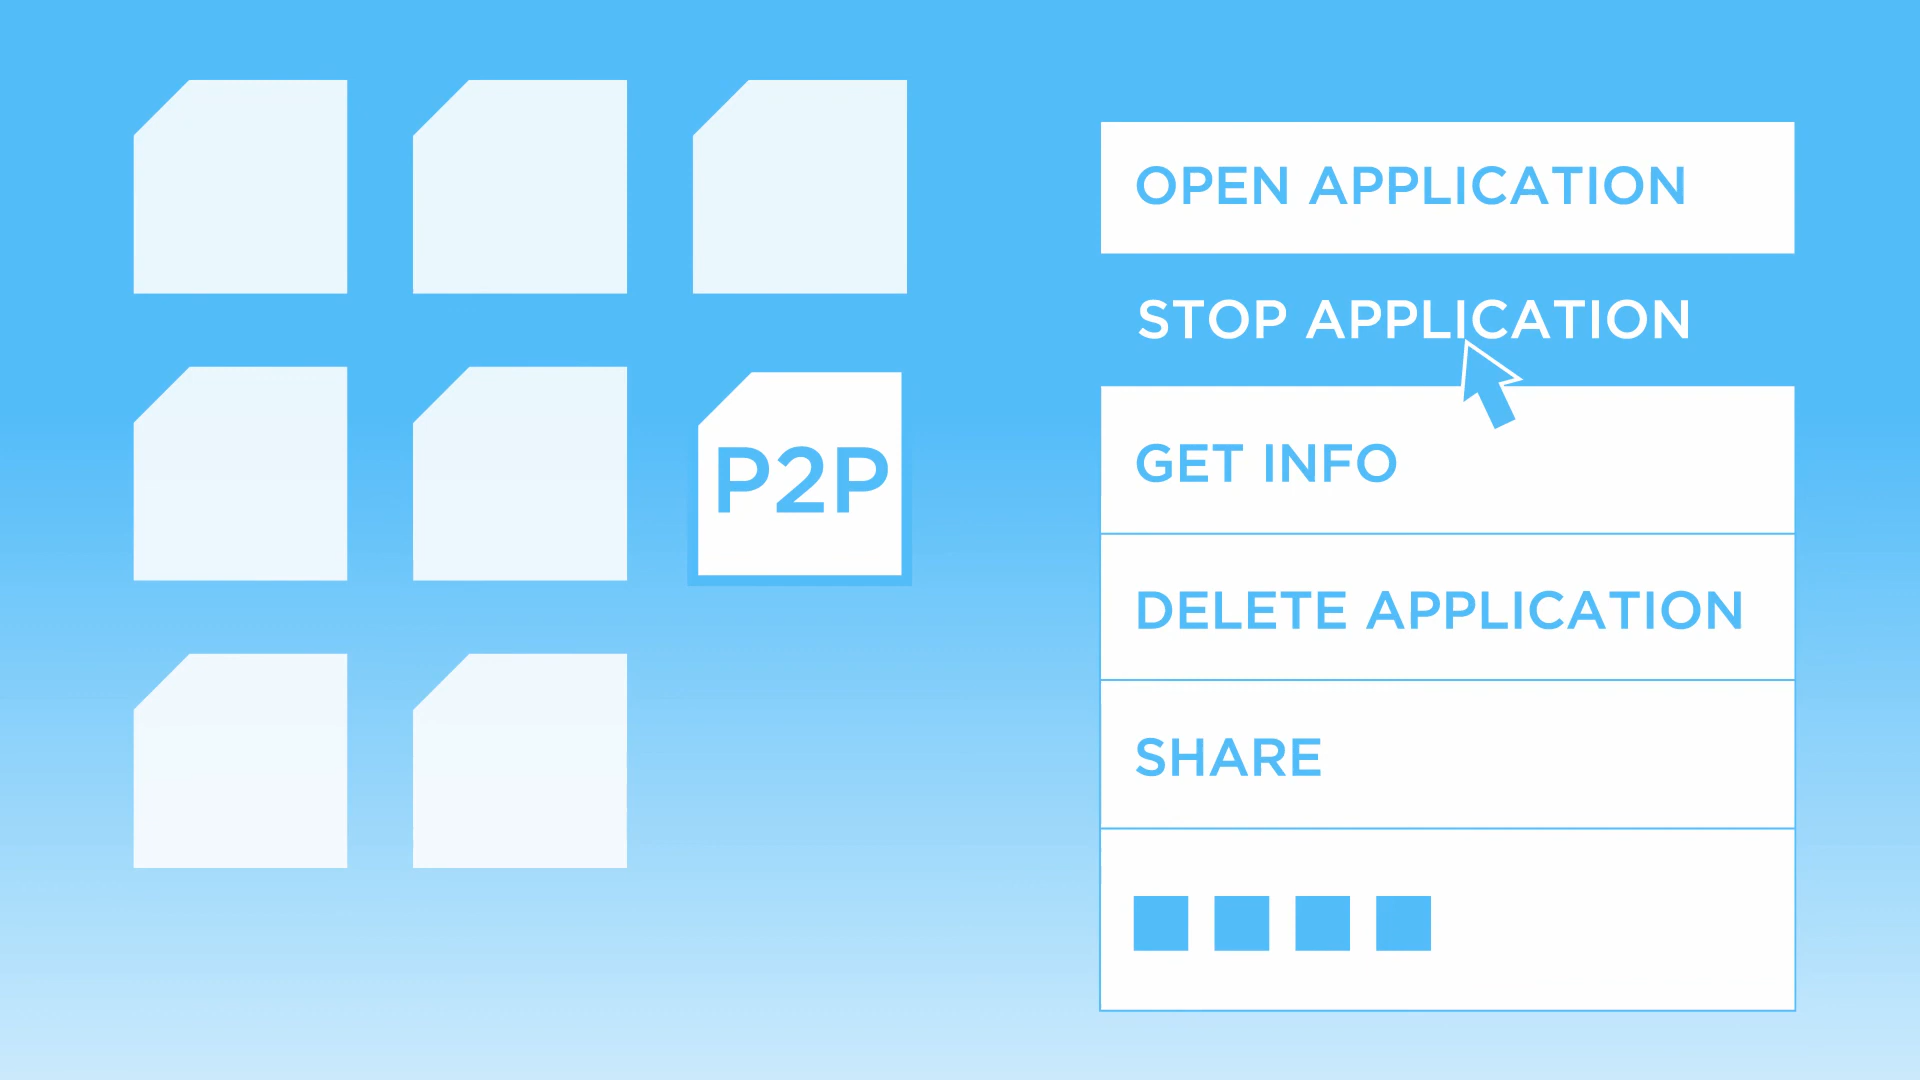 P2P
OPEN APPLICATION
STOP APPLICATION
GET INFO
DELETE APPLICATION
SHARE